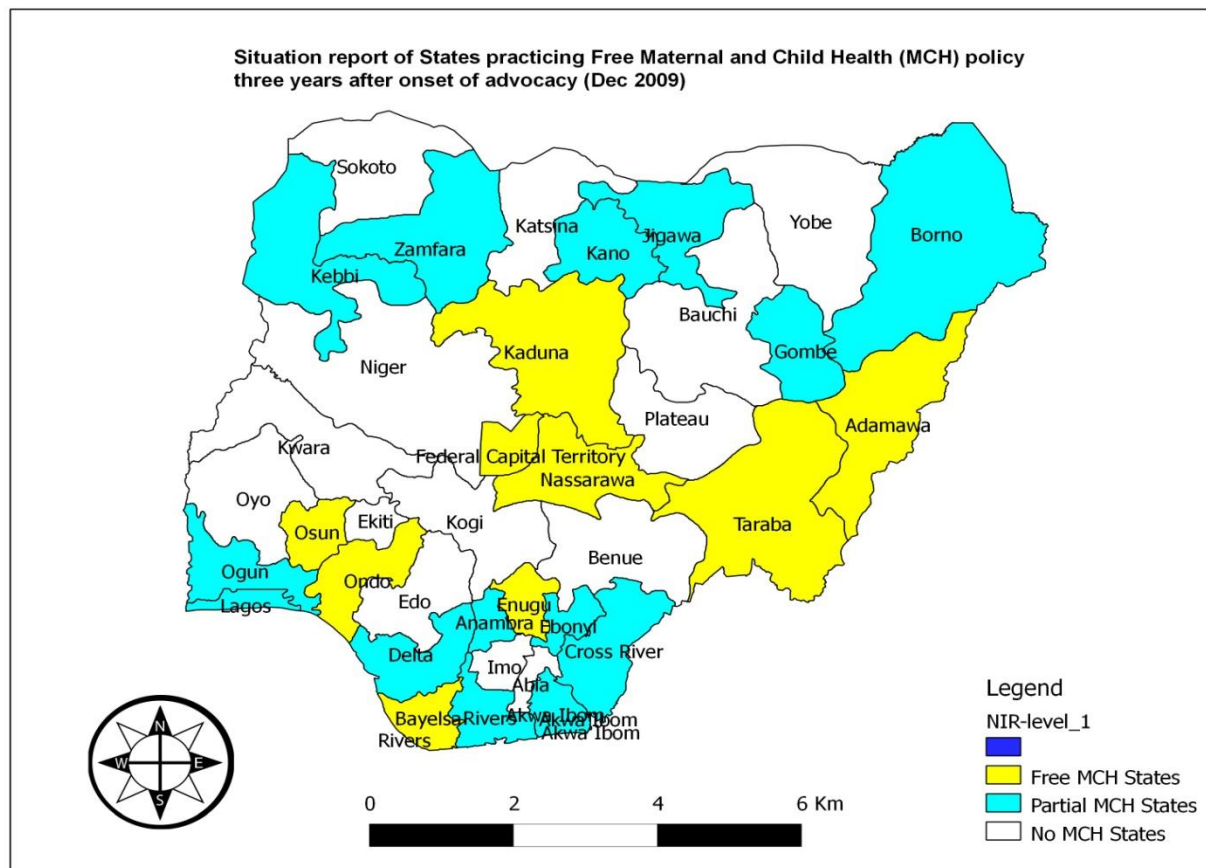 Situation report of States practicing Free Maternal and Child Health (MCH) policy
three years after onset of advocacy (Dec 2009)
Sokoto
Katsina
Yobe
Borno
Zamfara
Kano
Jigawa
Kebbi
Bauchi
Gombe
Niger
Kaduna
Plateau
Adamawa
Kwara
Federal Capital Territory
Nassarawa
Oyo
Osun
Ekiti
Kogi
Taraba
Benue
Ogun
Ondo
Edo
Enugu
Lagos
Anambra
Ebonyi
Delta
Imo
Cross River
Abia
Bayelsa
Rivers
Akwa Ibom
Akwa Ibom
Rivers
Akwa Ibom
N
W
E
S
0 2 4 6 Km
Legend
NIR-level_1
Free MCH States
Partial MCH States
No MCH States